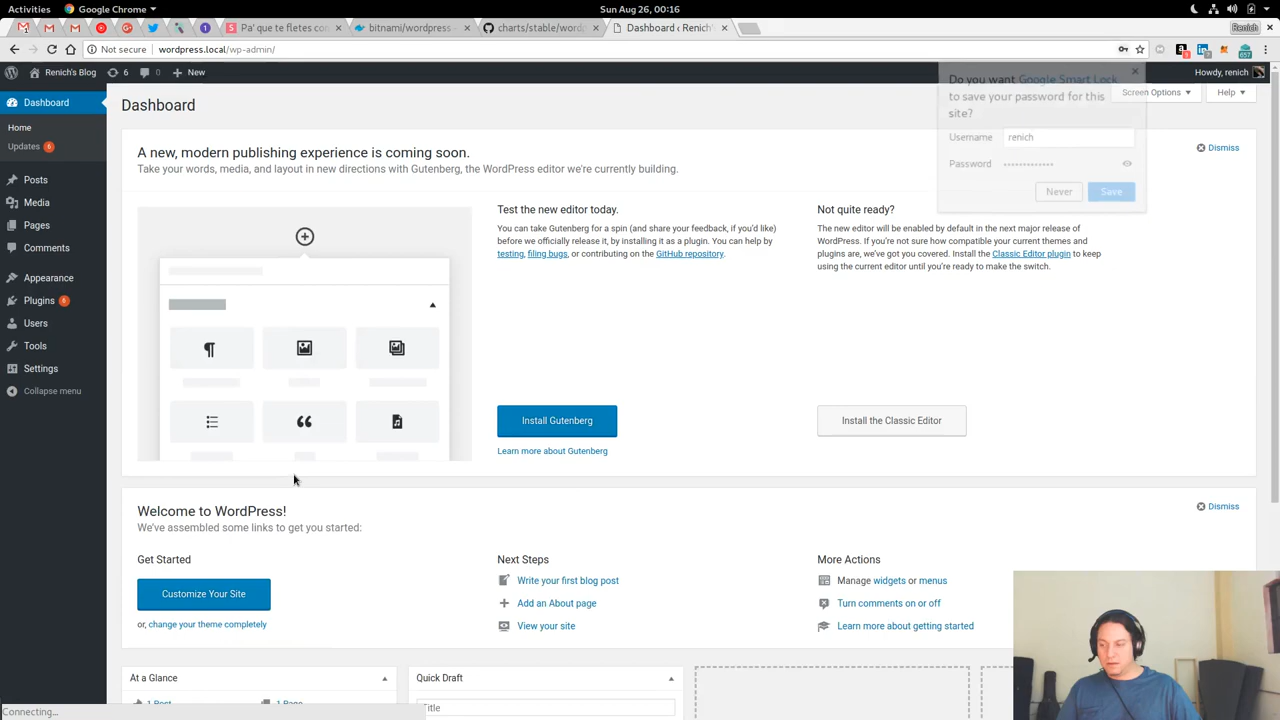 Activities Google Chrome Sun Aug 26, 00:16
Pa' que te fletes con bitnami/wordpress - charts/stable/wordp Dashboard ‹ Renich's Renich
Not secure wordpress.local/wp-admin/
Renich's Blog 6 0 New Howdy, renich
Dashboard
Home
Updates 6
Posts
Media
Pages
Comments
Appearance
Plugins 6
Users
Tools
Settings
Collapse menu
Dashboard
Screen Options Help
Do you want Google Smart Lock
to save your password for this
site?
Username renich
Password
Never Save
A new, modern publishing experience is coming soon.
Take your words, media, and layout in new directions with Gutenberg, the WordPress editor we're currently building.
Dismiss
Test the new editor today.
You can take Gutenberg for a spin (and share your feedback, if you'd like)
before we officially release it, by installing it as a plugin. You can help by
testing, filing bugs, or contributing on the GitHub repository.
Install Gutenberg
Learn more about Gutenberg
Not quite ready?
The new editor will be enabled by default in the next major release of
WordPress. If you're not sure how compatible your current themes and
plugins are, we've got you covered. Install the Classic Editor plugin to keep
using the current editor until you're ready to make the switch.
Install the Classic Editor
Welcome to WordPress!
We've assembled some links to get you started:
Dismiss
Get Started
Customize Your Site
or, change your theme completely
Next Steps
Write your first blog post
Add an About page
View your site
More Actions
Manage widgets or menus
Turn comments on or off
Learn more about getting started
At a Glance
1 Post 1 Page
Quick Draft
Title
Connecting...